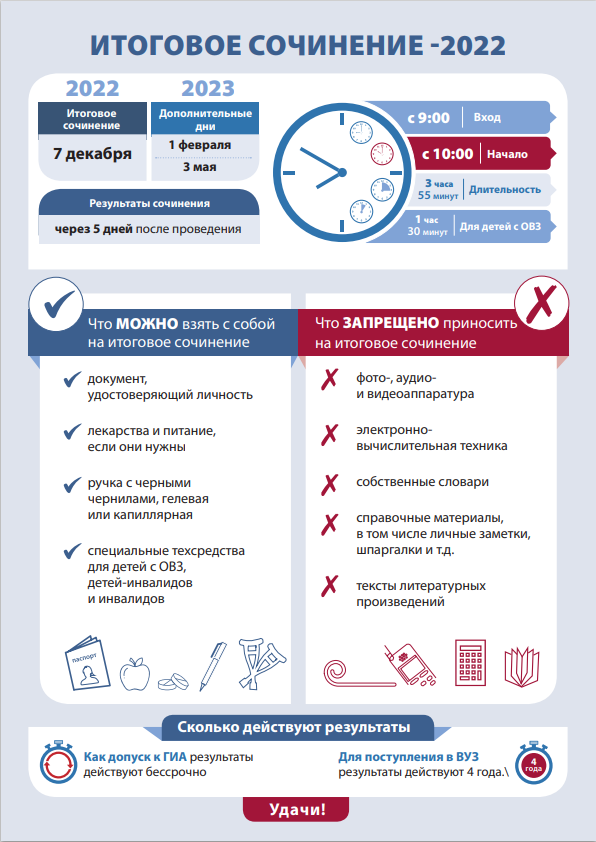 ИТОГОВОЕ СОЧИНЕНИЕ -2022
2022
2023
Итоговое
сочинение
7 декабря
Дополнительные
дни
1 февраля
3 мая
Результаты сочинения
через 5 дней после проведения
с 9:00 Вход
с 10:00 Начало
3 часа
55 минут
Длительность
1 час
30 минут
Для детей с ОВЗ
Что МОЖНО взять с собой
на итоговое сочинение
документ,
удостоверяющий личность
лекарства и питание,
если они нужны
ручка с черными
чернилами, гелевая
или капиллярная
специальные техсредства
для детей с ОВЗ,
детей-инвалидов
и инвалидов
паспорт
Что ЗАПРЕЩЕНО приносить
на итоговое сочинение
фото-, аудио-
и видеоаппаратура
электронно-
вычислительная техника
собственные словари
справочные материалы,
в том числе личные заметки,
шпаргалки и т.д.
тексты литературных
произведений
Сколько действуют результаты
Как допуск к ГИА результаты
действуют бессрочно
Для поступления в ВУЗ
результаты действуют 4 года.\
4
года
Удачи!